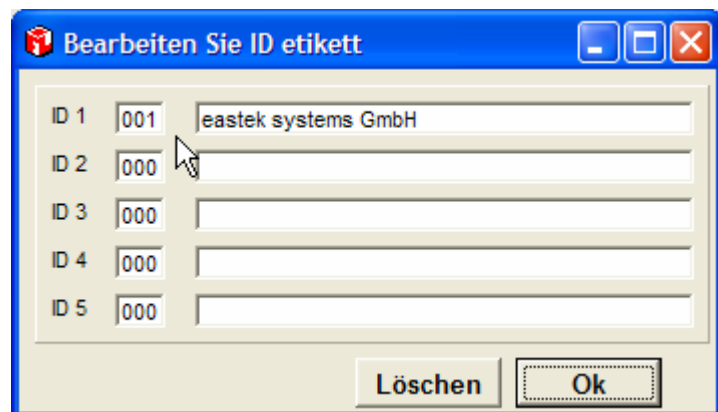 Bearbeiten Sie ID etikett
ID 1 001 eastek systems GmbH
ID 2 000
ID 3 000
ID 4 000
ID 5 000
Löschen Ok